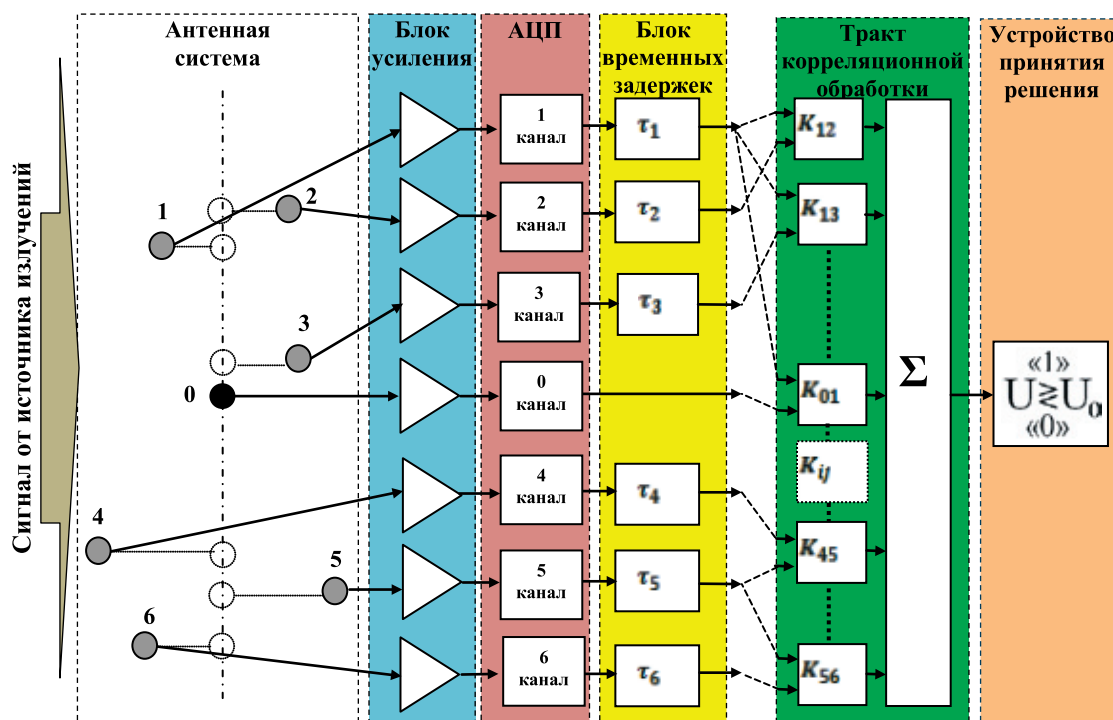 Сигнал от источника излучений
Антенная
система
1
2
3
0
4
5
6
Блок
усиления
АЦП
1
канал
2
канал
3
канал
0
канал
4
канал
5
канал
6
канал
Блок
временных
задержек
τ₁
τ₂
τ₃
τ₄
τ₅
τ₆
Тракт
корреляционной
обработки
K₁₂
K₁₃
K₀₁
Kᵢⱼ
K₄₅
K₅₆
Σ
Устройство
принятия
решения
«1»
U≷U₀
«0»